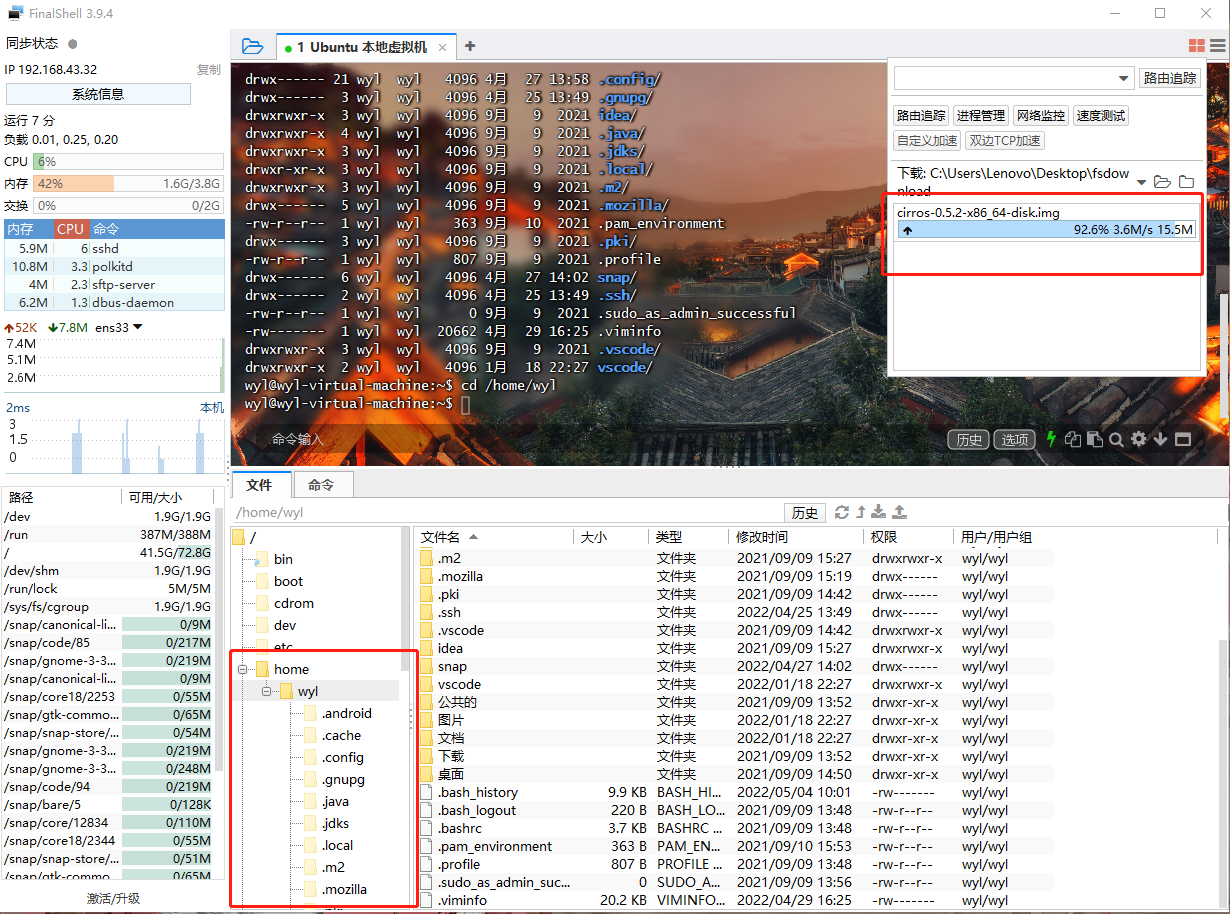 FinalShell 3.9.4
同步状态
IP 192.168.43.32 复制
系统信息
运行 7 分
负载 0.01, 0.25, 0.20
CPU 6%
内存 42% 1.6G/3.8G
交换 0% 0/2G
内存 CPU 命令
5.9M 6 sshd
10.8M 3.3 polkitd
4M 2.3 sftp-server
6.2M 1.3 dbus-daemon
52K 7.8M ens33
7.4M
5.1M
2.6M
2ms 本机
3
1.5
0
路径 可用/大小
/dev 1.9G/1.9G
/run 387M/388M
/ 41.5G/72.8G
/dev/shm 1.9G/1.9G
/run/lock 5M/5M
/sys/fs/cgroup 1.9G/1.9G
/snap/canonical-li... 0/9M
/snap/code/85 0/217M
/snap/gnome-3-3... 0/219M
/snap/canonical-li... 0/9M
/snap/core18/2253 0/55M
/snap/gtk-commo... 0/65M
/snap/snap-store/... 0/54M
/snap/gnome-3-3... 0/219M
/snap/gnome-3-3... 0/248M
/snap/code/94 0/219M
/snap/bare/5 0/128K
/snap/core/12834 0/110M
/snap/core18/2344 0/55M
/snap/snap-store/... 0/51M
/snap/gtk-commo... 0/65M
激活/升级
1 Ubuntu 本地虚拟机 × +
drwx------ 21 wyl wyl 4096 4月 27 13:58 .config/
drwx------ 3 wyl wyl 4096 4月 25 13:49 .gnupg/
drwxrwxr-x 3 wyl wyl 4096 9月 9 2021 idea/
drwxrwxr-x 4 wyl wyl 4096 9月 9 2021 .java/
drwxrwxr-x 3 wyl wyl 4096 9月 9 2021 .jdks/
drwxr-xr-x 3 wyl wyl 4096 9月 9 2021 .local/
drwxrwxr-x 3 wyl wyl 4096 9月 9 2021 .m2/
drwx------ 5 wyl wyl 4096 9月 9 2021 .mozilla/
-rw-r--r-- 1 wyl wyl 363 9月 10 2021 .pam_environment
drwx------ 3 wyl wyl 4096 9月 9 2021 .pki/
-rw-r--r-- 1 wyl wyl 807 9月 9 2021 .profile
drwx------ 6 wyl wyl 4096 4月 27 14:02 snap/
drwx------ 2 wyl wyl 4096 4月 25 13:49 .ssh/
-rw-r--r-- 1 wyl wyl 0 9月 9 2021 .sudo_as_admin_successful
-rw------- 1 wyl wyl 20662 4月 29 16:25 .viminfo
drwxrwxr-x 3 wyl wyl 4096 9月 9 2021 .vscode/
drwxrwxr-x 2 wyl wyl 4096 1月 18 22:27 vscode/
wyl@wyl-virtual-machine:~$ cd /home/wyl
wyl@wyl-virtual-machine:~$
命令输入 历史 选项
路由追踪
路由追踪 进程管理 网络监控 速度测试
自定义加速 双边TCP加速
下载: C:\Users\Lenovo\Desktop\fsdow
nload
cirros-0.5.2-x86_64-disk.img
92.6% 3.6M/s 15.5M
文件 命令
/home/wyl 历史
/
bin
boot
cdrom
dev
etc
home
wyl
.android
.cache
.config
.gnupg
.java
.jdks
.local
.m2
.mozilla
文件名 大小 类型 修改时间 权限 用户/用户组
.m2 文件夹 2021/09/09 15:27 drwxrwxr-x wyl/wyl
.mozilla 文件夹 2021/09/09 15:19 drwx------ wyl/wyl
.pki 文件夹 2021/09/09 14:42 drwx------ wyl/wyl
.ssh 文件夹 2022/04/25 13:49 drwx------ wyl/wyl
.vscode 文件夹 2021/09/09 14:42 drwxrwxr-x wyl/wyl
idea 文件夹 2021/09/09 15:27 drwxrwxr-x wyl/wyl
snap 文件夹 2022/04/27 14:02 drwx------ wyl/wyl
vscode 文件夹 2022/01/18 22:27 drwxrwxr-x wyl/wyl
公共的 文件夹 2021/09/09 13:52 drwxr-xr-x wyl/wyl
图片 文件夹 2022/01/18 22:27 drwxr-xr-x wyl/wyl
文档 文件夹 2022/01/18 22:27 drwxr-xr-x wyl/wyl
下载 文件夹 2021/09/09 13:52 drwxr-xr-x wyl/wyl
桌面 文件夹 2021/09/09 14:50 drwxr-xr-x wyl/wyl
.bash_history 9.9 KB BASH_HI... 2022/05/04 10:01 -rw------- wyl/wyl
.bash_logout 220 B BASH_LO... 2021/09/09 13:48 -rw-r--r-- wyl/wyl
.bashrc 3.7 KB BASHRC ... 2021/09/09 13:48 -rw-r--r-- wyl/wyl
.pam_environment 363 B PAM_EN... 2021/09/10 15:53 -rw-r--r-- wyl/wyl
.profile 807 B PROFILE ... 2021/09/09 13:48 -rw-r--r-- wyl/wyl
.sudo_as_admin_suc... 0 SUDO_A... 2021/09/09 13:56 -rw-r--r-- wyl/wyl
.viminfo 20.2 KB VIMINFO... 2022/04/29 16:25 -rw------- wyl/wyl